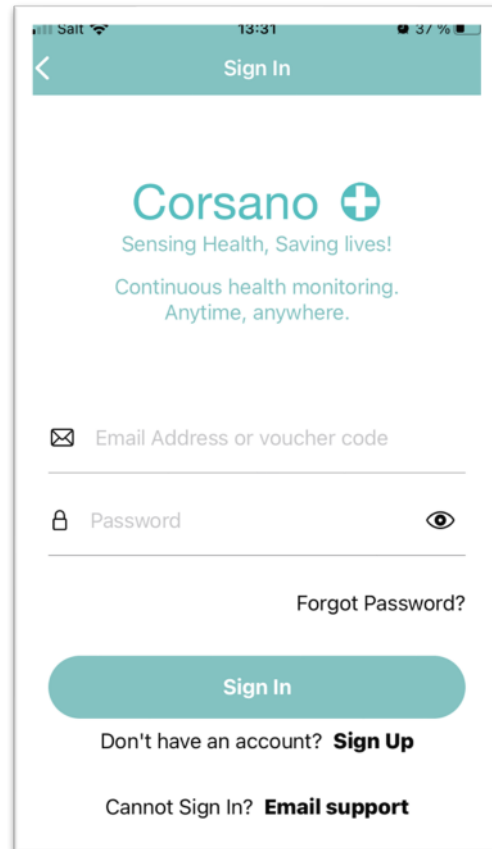 Salt 13:31 37 %
Sign In
Corsano
Sensing Health, Saving lives!
Continuous health monitoring.
Anytime, anywhere.
Email Address or voucher code
Password
Forgot Password?
Sign In
Don't have an account? Sign Up
Cannot Sign In? Email support